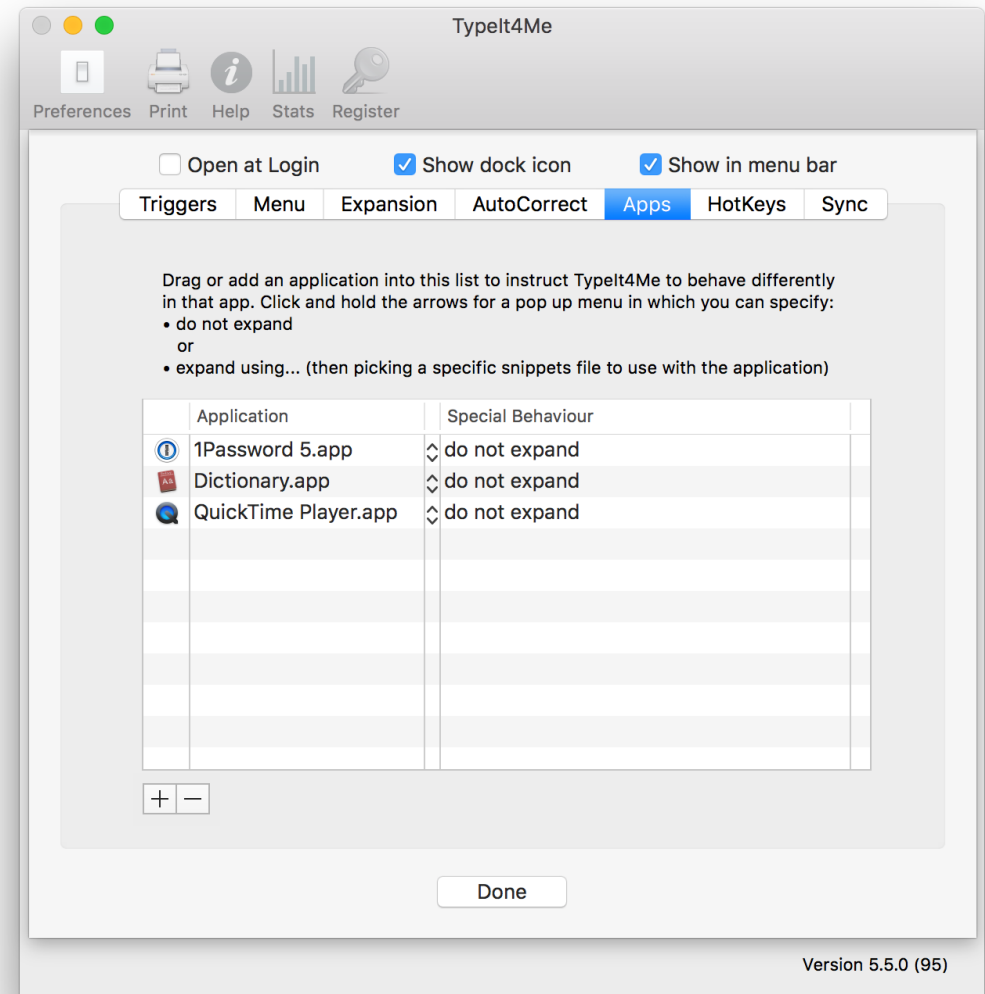 TypeIt4Me
Preferences Print Help Stats Register
Open at Login Show dock icon Show in menu bar
Triggers Menu Expansion AutoCorrect Apps HotKeys Sync
Drag or add an application into this list to instruct TypeIt4Me to behave differently
in that app. Click and hold the arrows for a pop up menu in which you can specify:
• do not expand
or
• expand using... (then picking a specific snippets file to use with the application)
Application Special Behaviour
1Password 5.app do not expand
Dictionary.app do not expand
QuickTime Player.app do not expand
Done
Version 5.5.0 (95)